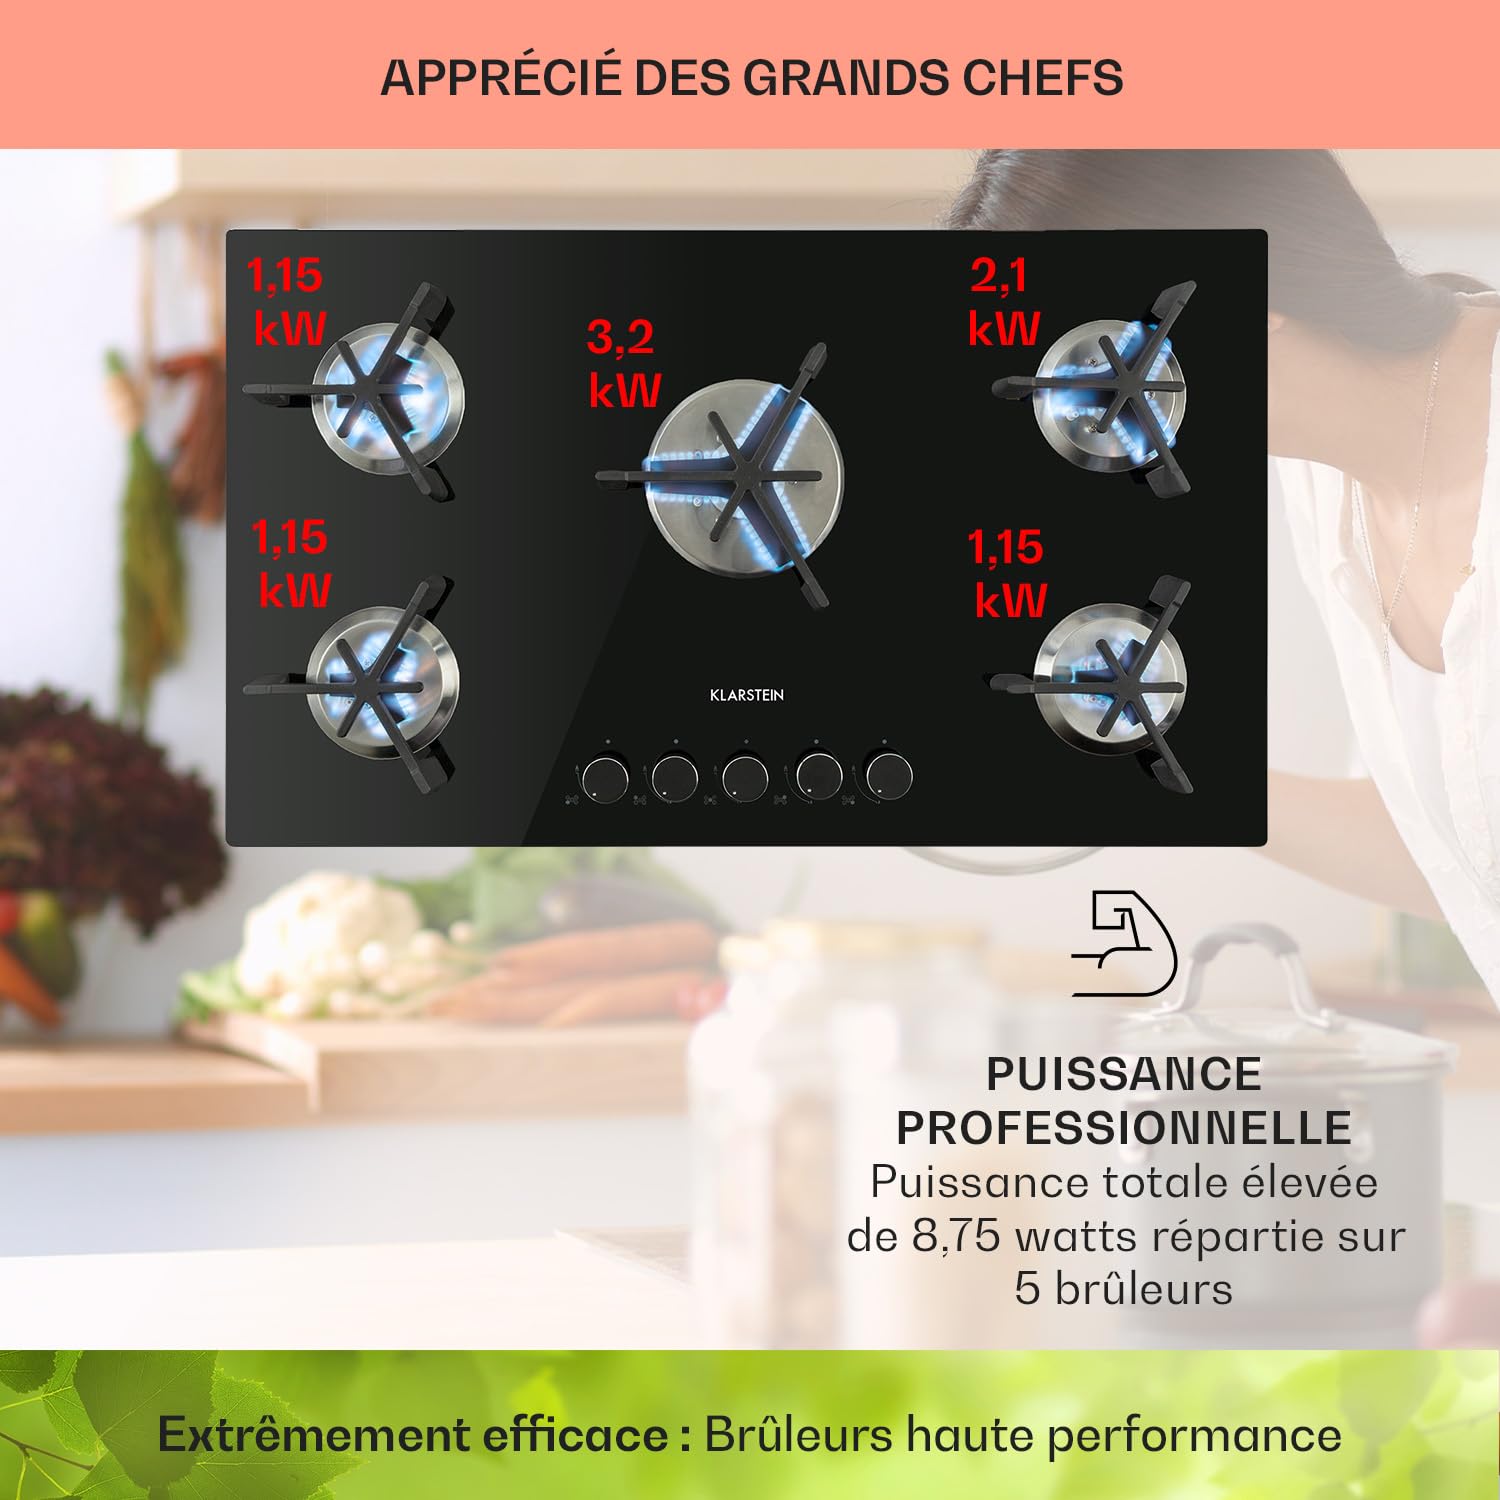 APPRÉCIÉ DES GRANDS CHEFS
1,15
kW
3,2
kW
2,1
kW
1,15
kW
1,15
kW
KLARSTEIN
PUISSANCE
PROFESSIONNELLE
Puissance totale élevée
de 8,75 watts répartie sur
5 brûleurs
Extrêmement efficace : Brûleurs haute performance